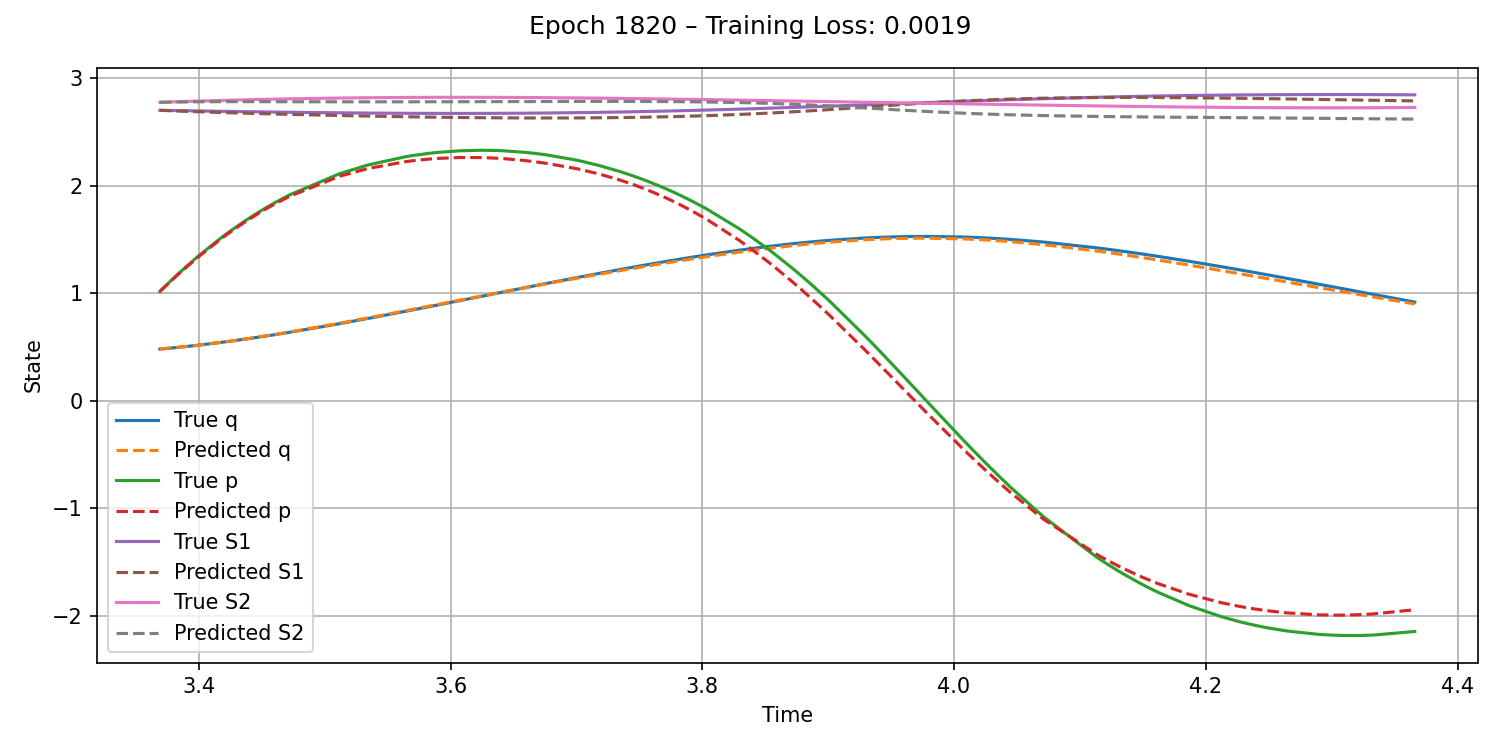 Epoch 1820 – Training Loss: 0.0019
3
2
1
0
−1
−2
State
True q
Predicted q
True p
Predicted p
True S1
Predicted S1
True S2
Predicted S2
3.4 3.6 3.8 4.0 4.2 4.4
Time